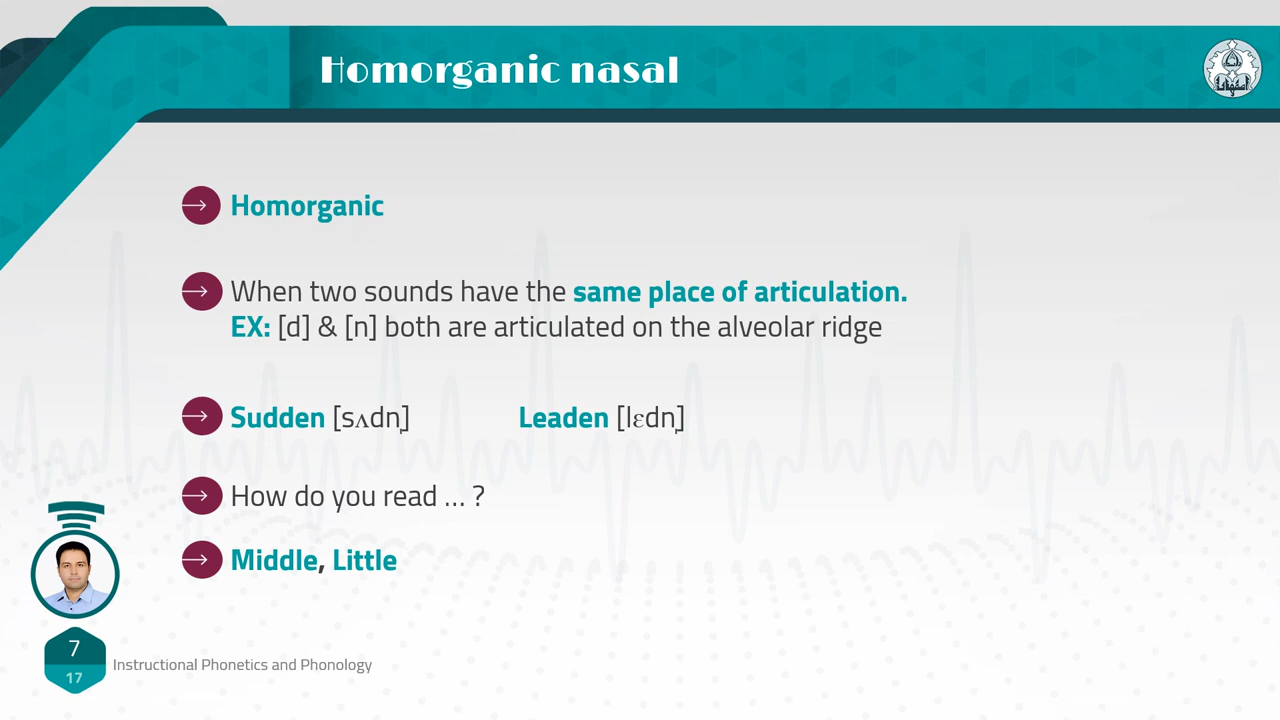 Homorganic nasal
Homorganic
When two sounds have the same place of articulation.
EX: [d] & [n] both are articulated on the alveolar ridge
Sudden [sʌdn̩] Leaden [lɛdn̩]
How do you read ... ?
Middle, Little
7
17
Instructional Phonetics and Phonology